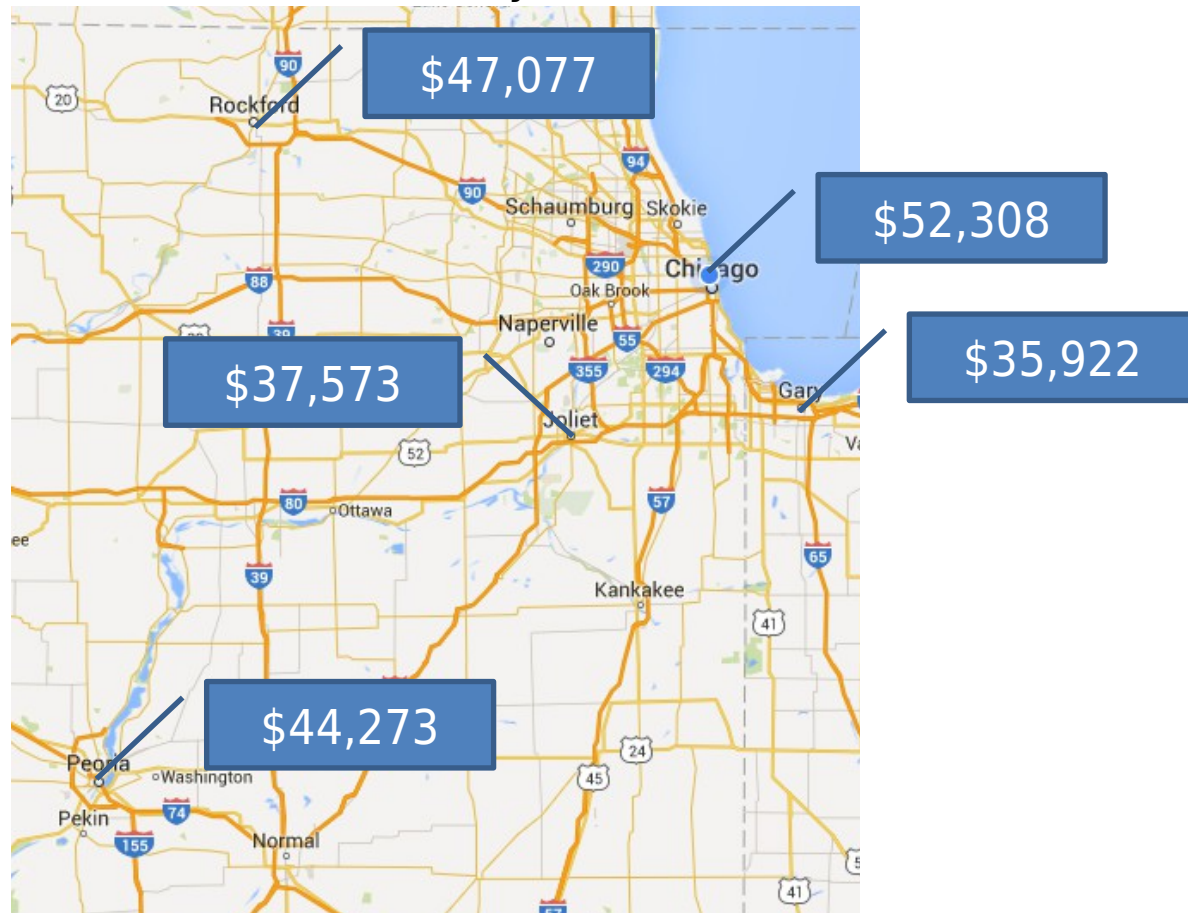 90
$47,077
20
Rockford
94
90
Schaumburg
Skokie
$52,308
290
Chicago
88
Oak Brook
39
Naperville
55
$35,922
$37,573
355
294
Gary
Joliet
52
80
Ottawa
57
ee
65
39
Kankakee
41
$44,273
24
Peoria
Washington
45
74
Pekin
155
Normal
41
57